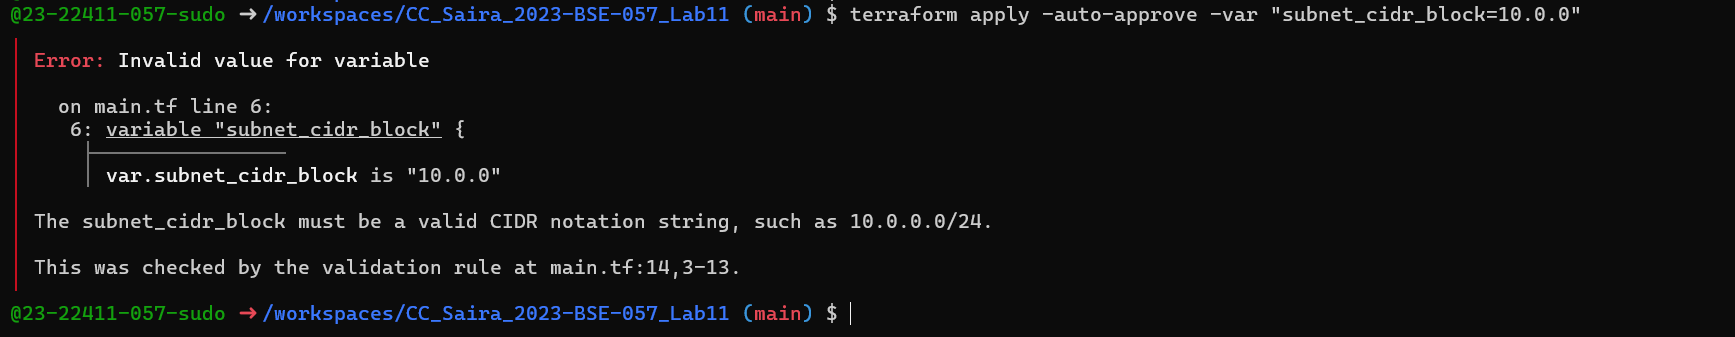 @23-22411-057-sudo ➜ /workspaces/CC_Saira_2023-BSE-057_Lab11 (main) $ terraform apply -auto-approve -var "subnet_cidr_block=10.0.0"
Error: Invalid value for variable
on main.tf line 6:
6: variable "subnet_cidr_block" {
var.subnet_cidr_block is "10.0.0"
The subnet_cidr_block must be a valid CIDR notation string, such as 10.0.0.0/24.
This was checked by the validation rule at main.tf:14,3-13.
@23-22411-057-sudo ➜ /workspaces/CC_Saira_2023-BSE-057_Lab11 (main) $